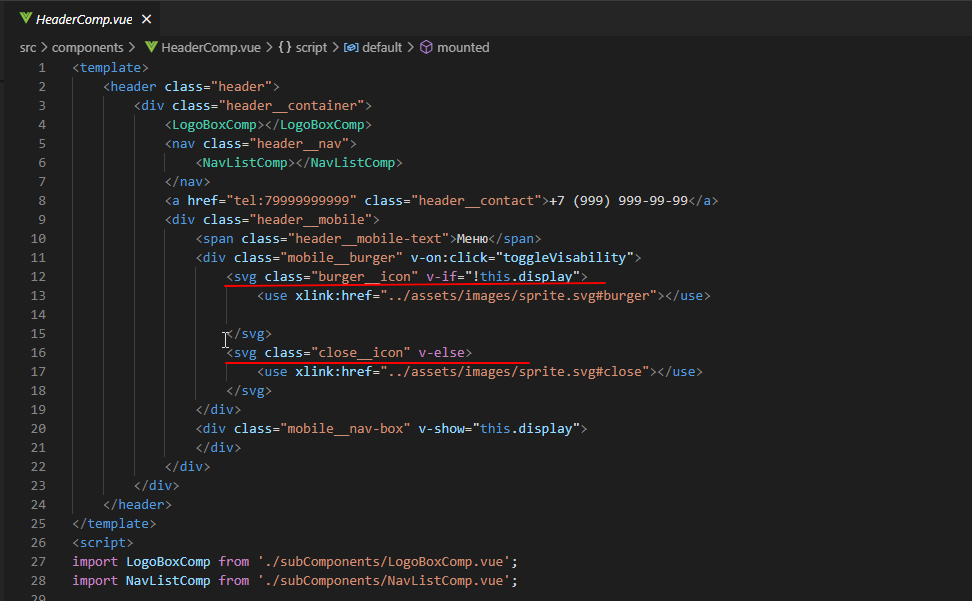 HeaderComp.vue
src > components > HeaderComp.vue > {} script > default > mounted
1 <template>
2 <header class="header">
3 <div class="header__container">
4 <LogoBoxComp></LogoBoxComp>
5 <nav class="header__nav">
6 <NavListComp></NavListComp>
7 </nav>
8 <a href="tel:79999999999" class="header__contact">+7 (999) 999-99-99</a>
9 <div class="header__mobile">
10 <span class="header__mobile-text">Меню</span>
11 <div class="mobile__burger" v-on:click="toggleVisability">
12 <svg class="burger__icon" v-if="!this.display">
13 <use xlink:href="../assets/images/sprite.svg#burger"></use>
14
15 </svg>
16 <svg class="close__icon" v-else>
17 <use xlink:href="../assets/images/sprite.svg#close"></use>
18 </svg>
19 </div>
20 <div class="mobile__nav-box" v-show="this.display">
21 </div>
22 </div>
23 </div>
24 </header>
25 </template>
26 <script>
27 import LogoBoxComp from './subComponents/LogoBoxComp.vue';
28 import NavListComp from './subComponents/NavListComp.vue';
29